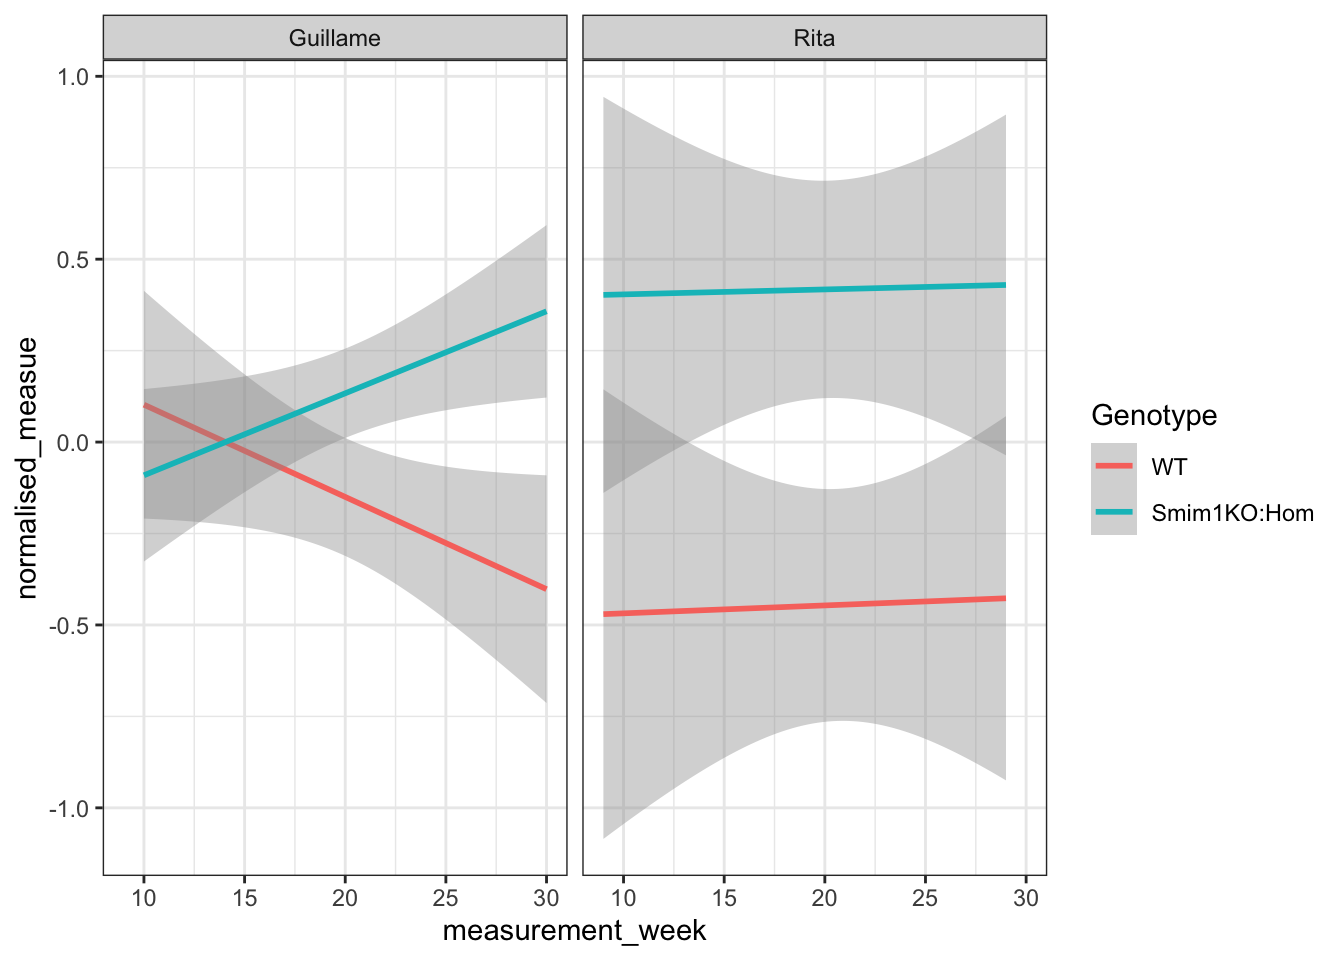 Guillame
Rita
1.0
0.5
0.0
-0.5
-1.0
normalised_measue
10 15 20 25 30
10 15 20 25 30
measurement_week
Genotype
WT
Smim1KO:Hom